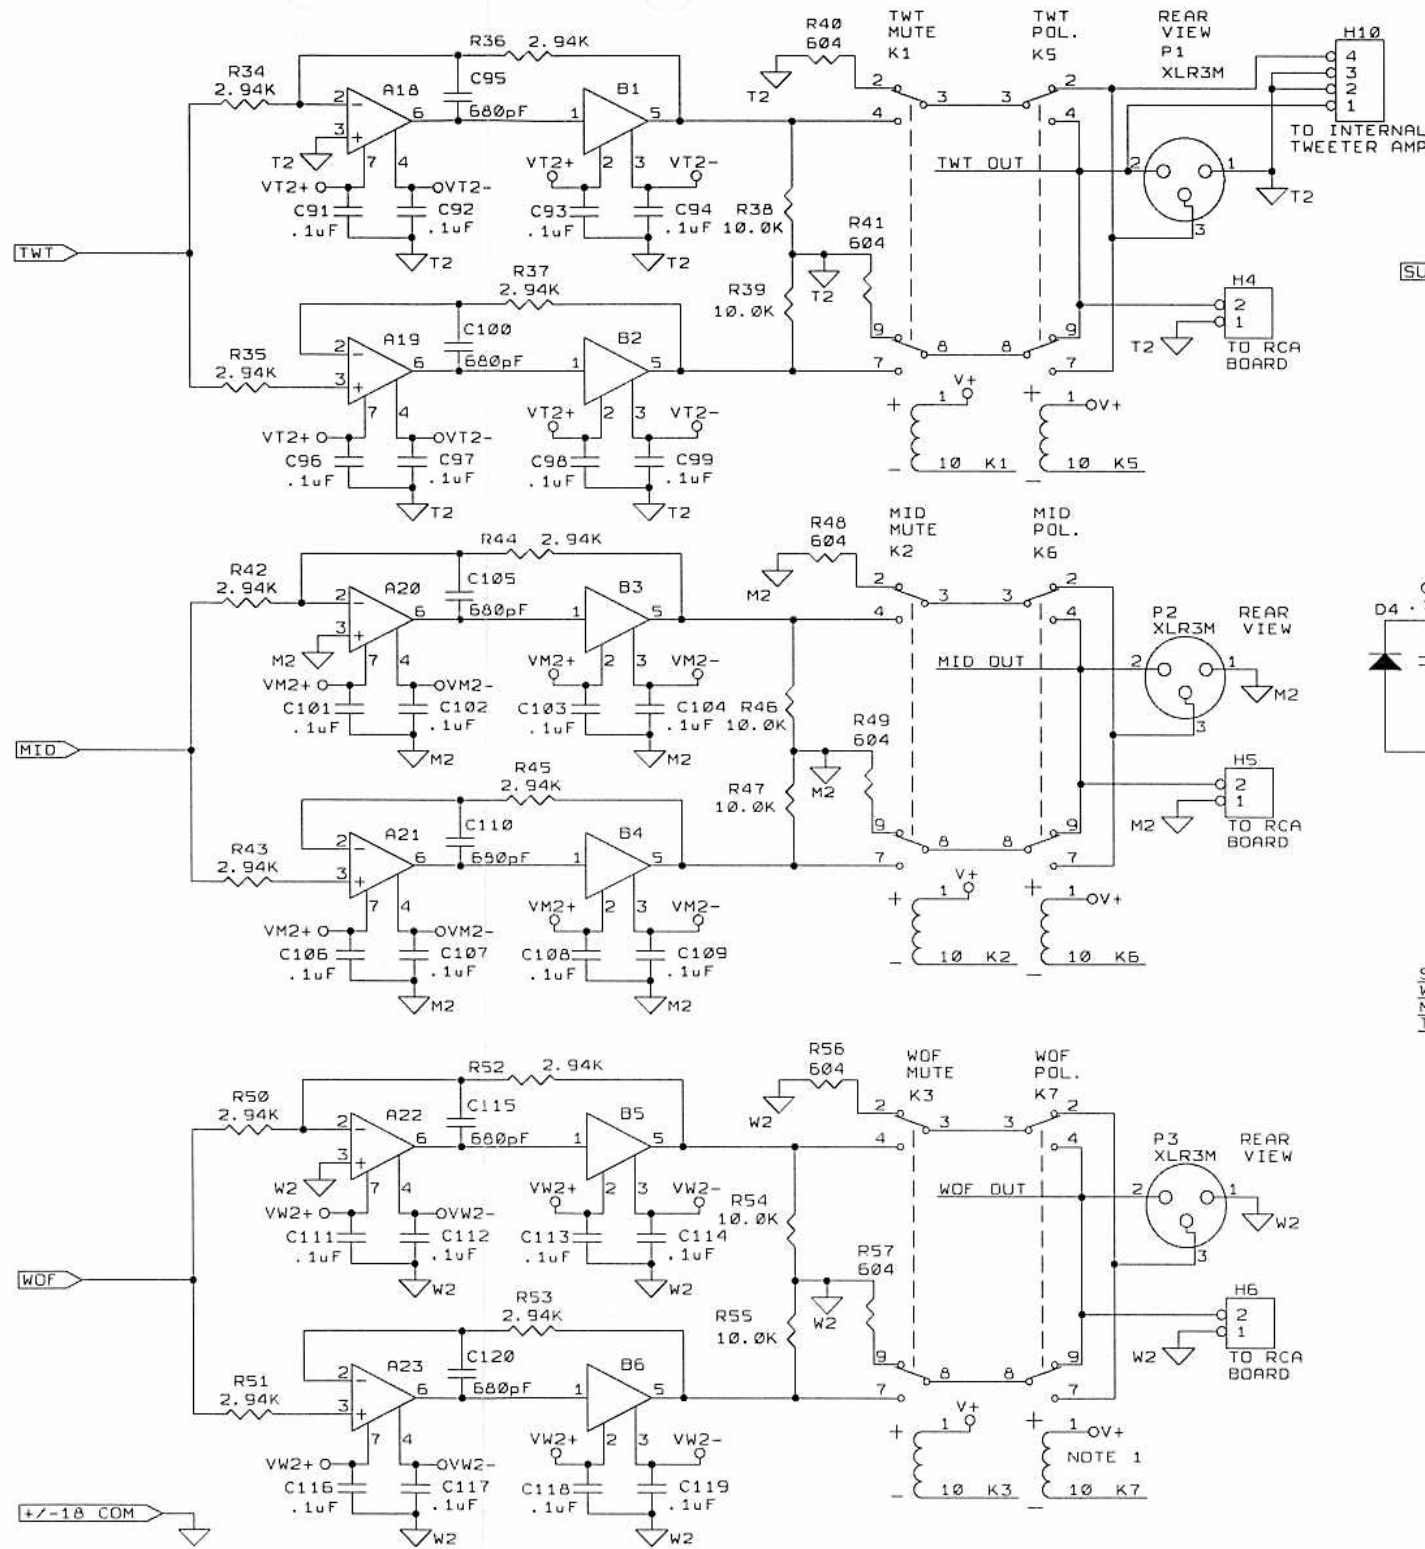 R36 2.94K
R34
2.94K
C95
680pF
A18
2
3
6
7
4
T2
VT2+
VT2-
C91
.1uF
C92
.1uF
T2
B1
1
5
2
3
VT2+
VT2-
C93
.1uF
C94
.1uF
T2
R40
604
T2
TWT
MUTE
K1
TWT
POL.
K5
2
4
3
3
2
4
REAR
VIEW
P1
XLR3M
H10
4
3
2
1
TO INTERNAL
TWEETER AMP
TWT OUT
2
1
3
T2
R38
10.0K
R41
604
T2
R39
10.0K
TWT
R37
2.94K
C100
680pF
R35
2.94K
A19
2
3
6
7
4
VT2+
VT2-
C96
.1uF
C97
.1uF
T2
B2
1
5
2
3
VT2+
VT2-
C98
.1uF
C99
.1uF
T2
9
7
8
8
9
7
H4
2
1
T2
TO RCA
BOARD
+
1
V+
-
10 K1
+
1
V+
-
10 K5
SU
R44 2.94K
R42
2.94K
C105
680pF
A20
2
3
6
7
4
M2
VM2+
VM2-
C101
.1uF
C102
.1uF
M2
B3
1
5
2
3
VM2+
VM2-
C103
.1uF
C104
.1uF
M2
R48
604
M2
MID
MUTE
K2
MID
POL.
K6
2
4
3
3
2
4
P2
XLR3M
REAR
VIEW
MID OUT
2
1
3
M2
D4
R46
10.0K
R49
604
M2
R47
10.0K
MID
R45
2.94K
C110
680pF
R43
2.94K
A21
2
3
6
7
4
VM2+
VM2-
C106
.1uF
C107
.1uF
M2
B4
1
5
2
3
VM2+
VM2-
C108
.1uF
C109
.1uF
M2
9
7
8
8
9
7
H5
2
1
M2
TO RCA
BOARD
+
1
V+
-
10 K2
+
1
V+
-
10 K6
R52 2.94K
R50
2.94K
C115
680pF
A22
2
3
6
7
4
W2
VW2+
VW2-
C111
.1uF
C112
.1uF
W2
B5
1
5
2
3
VW2+
VW2-
C113
.1uF
C114
.1uF
W2
R56
604
W2
WOF
MUTE
K3
WOF
POL.
K7
2
4
3
3
2
4
P3
XLR3M
REAR
VIEW
WOF OUT
2
1
3
W2
R54
10.0K
R57
604
W2
R55
10.0K
WOF
R53
2.94K
C120
680pF
R51
2.94K
A23
2
3
6
7
4
VW2+
VW2-
C116
.1uF
C117
.1uF
W2
B6
1
5
2
3
VW2+
VW2-
C118
.1uF
C119
.1uF
W2
9
7
8
8
9
7
H6
2
1
W2
TO RCA
BOARD
+
1
V+
-
10 K3
+
1
V+
NOTE 1
-
10 K7
+/-18 COM